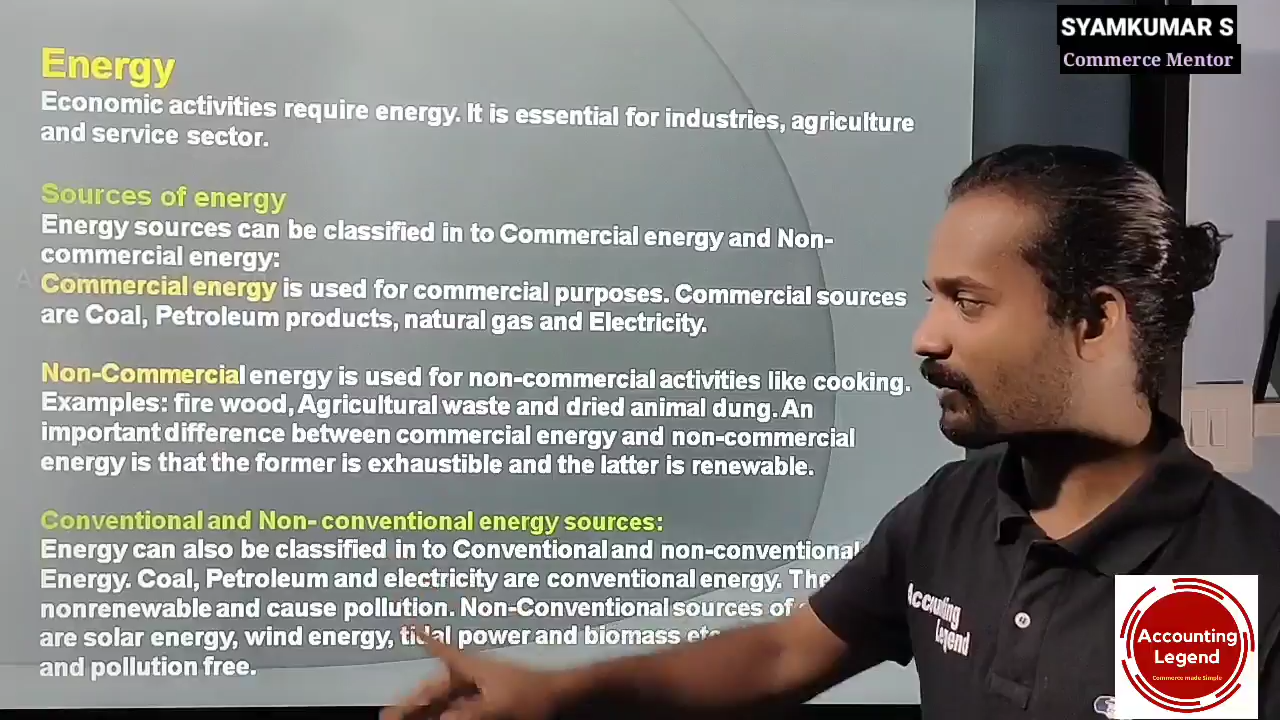 SYAMKUMAR S
Commerce Mentor
Energy
Economic activities require energy. It is essential for industries, agriculture
and service sector.
Sources of energy
Energy sources can be classified in to Commercial energy and Non-
commercial energy:
Commercial energy is used for commercial purposes. Commercial sources
are Coal, Petroleum products, natural gas and Electricity.
Non-Commercial energy is used for non-commercial activities like cooking.
Examples: fire wood, Agricultural waste and dried animal dung. An
important difference between commercial energy and non-commercial
energy is that the former is exhaustible and the latter is renewable.
Conventional and Non- conventional energy sources:
Energy can also be classified in to Conventional and non-conventional
Energy. Coal, Petroleum and electricity are conventional energy.
nonrenewable and cause pollution. Non-Conventional sources of
are solar energy, wind energy, tidal power and biomass
and pollution free.
Accounting
Legend
Accounting
Legend
Commerce made Simple